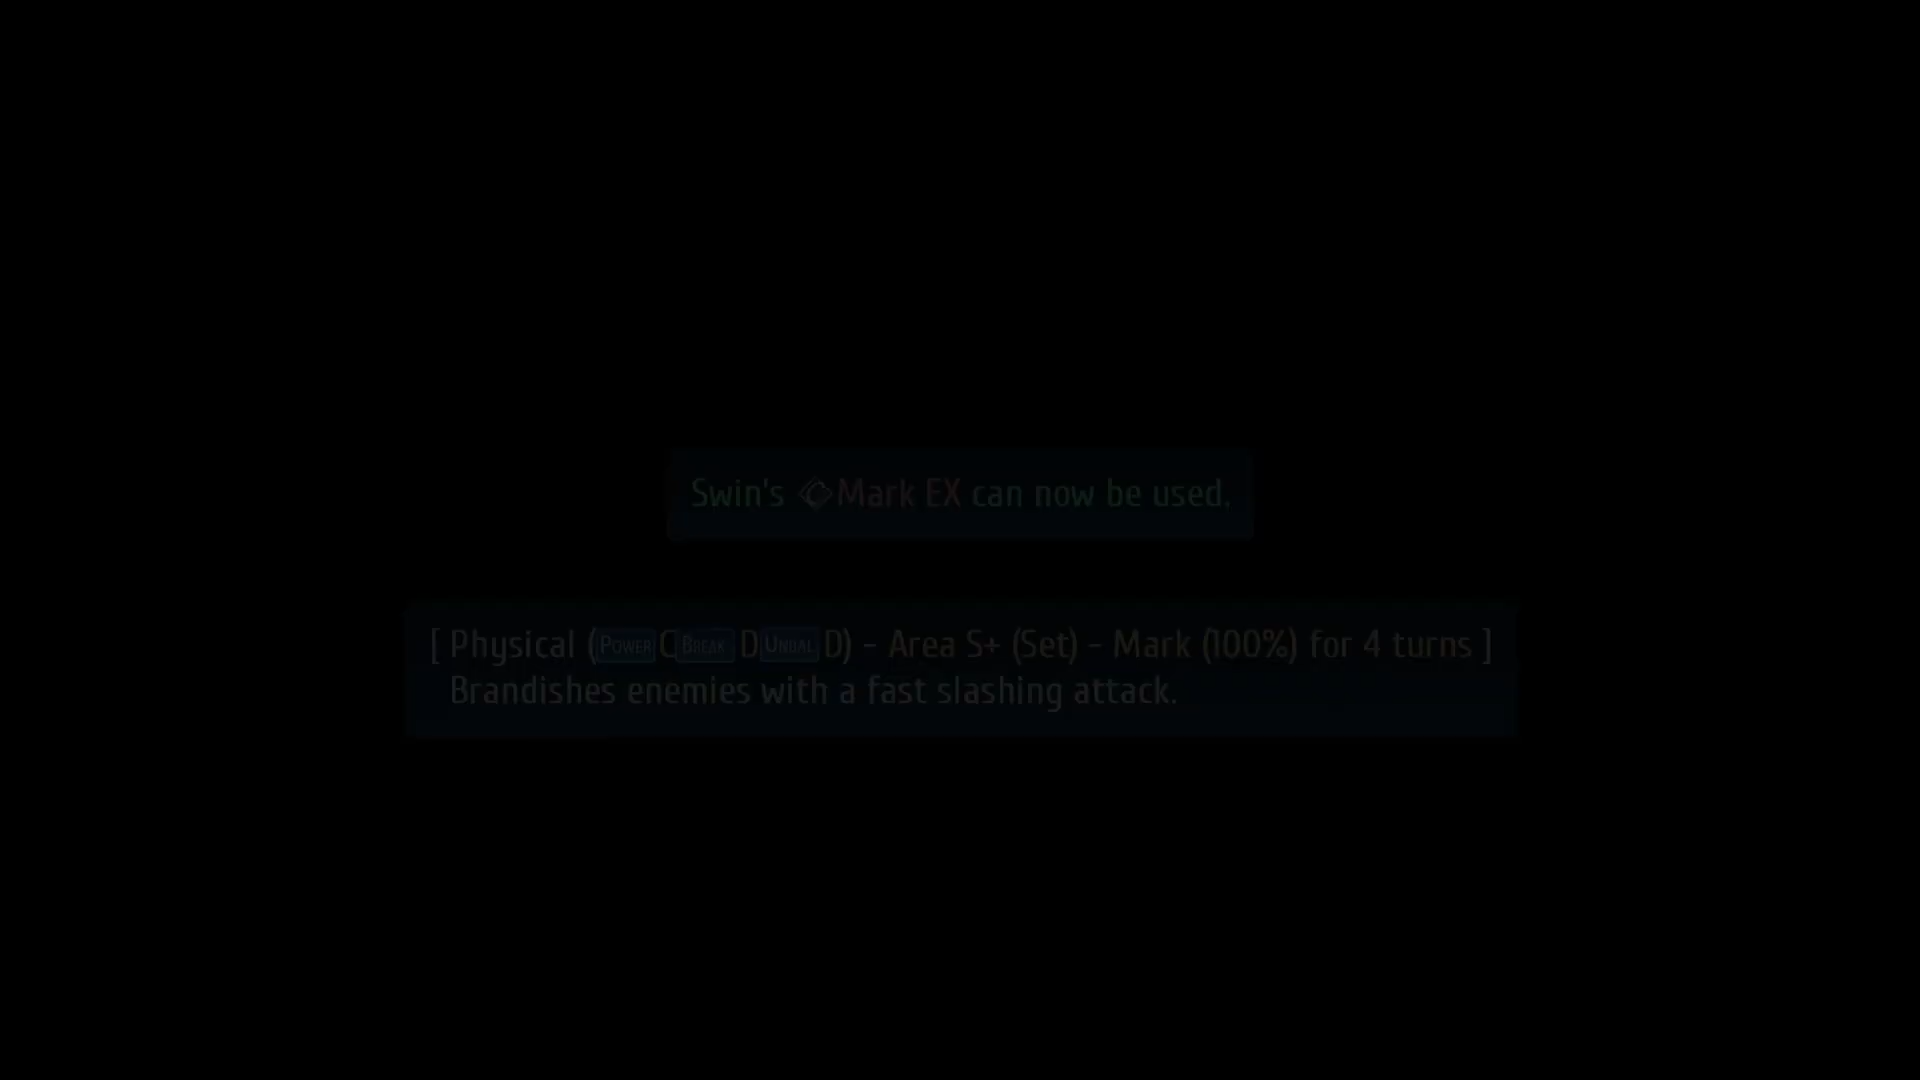 Swin's Mark EX can now be used.
[ Physical (POWER C BREAK D UNBAL D) - Area S+ (Set) - Mark (100%) for 4 turns ]
Brandishes enemies with a fast slashing attack.